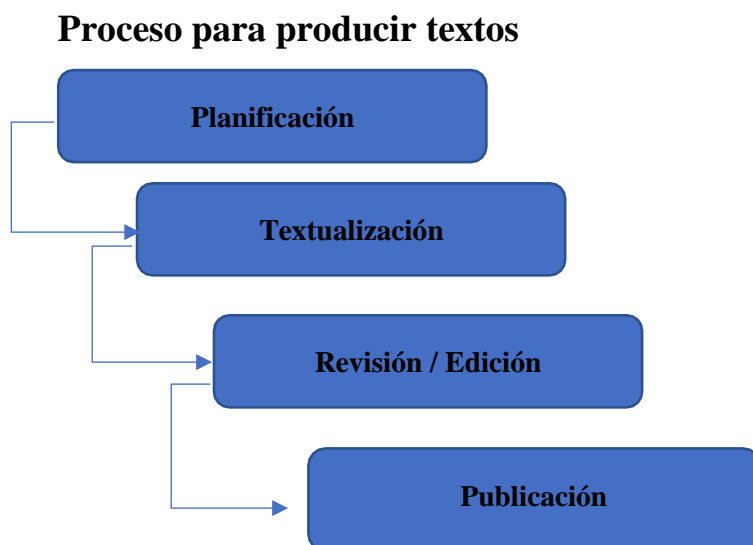 Proceso para producir textos
Planificación
Textualización
Revisión / Edición
Publicación